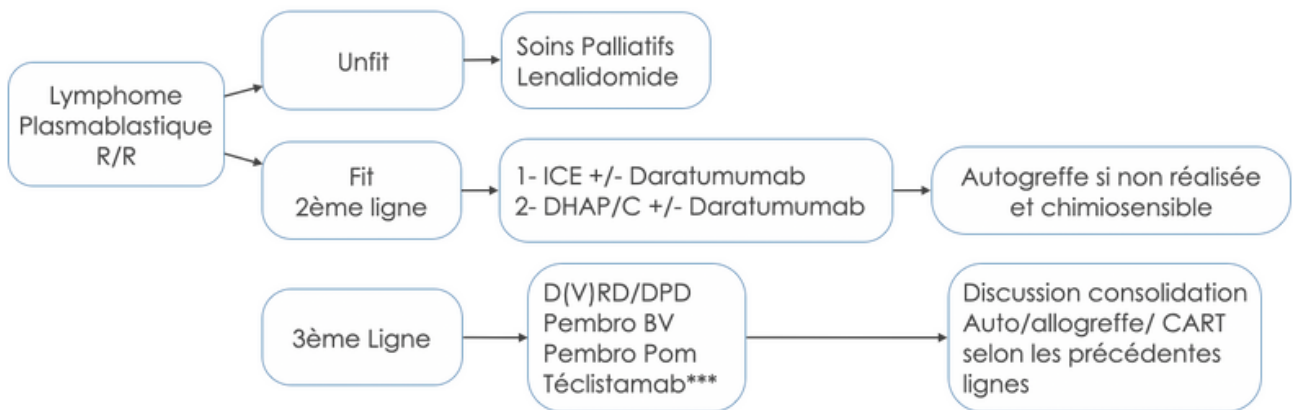 Lymphome
Plasmablastique
R/R
Unfit
Soins Palliatifs
Lenalidomide
Fit
2ème ligne
1- ICE +/- Daratumumab
2- DHAP/C +/- Daratumumab
Autogreffe si non réalisée
et chimiosensible
3ème Ligne
D(V)RD/DPD
Pembro BV
Pembro Pom
Téclistamab***
Discussion consolidation
Auto/allogreffe/ CART
selon les précédentes
lignes